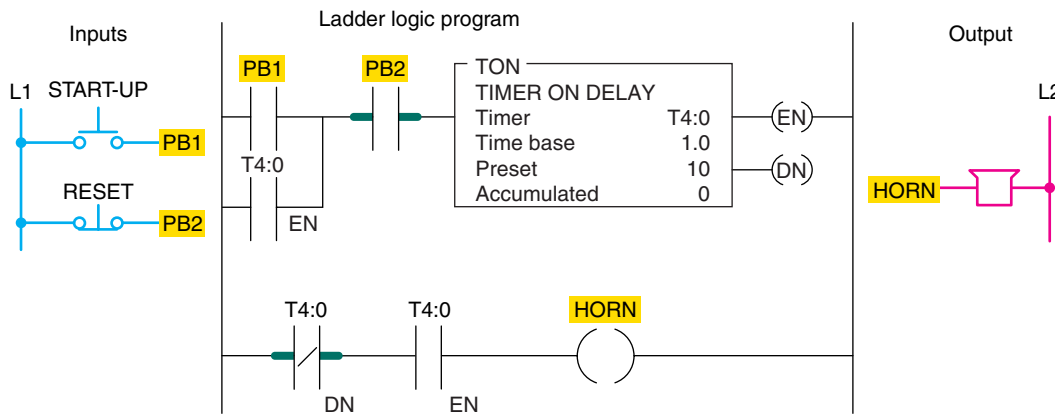 Ladder logic program
Inputs
Output
L1
START-UP
PB1
RESET
PB2
PB1
PB2
T4:0
EN
TON
TIMER ON DELAY
Timer T4:0
Time base 1.0
Preset 10
Accumulated 0
EN
DN
T4:0
DN
T4:0
EN
HORN
L2
HORN